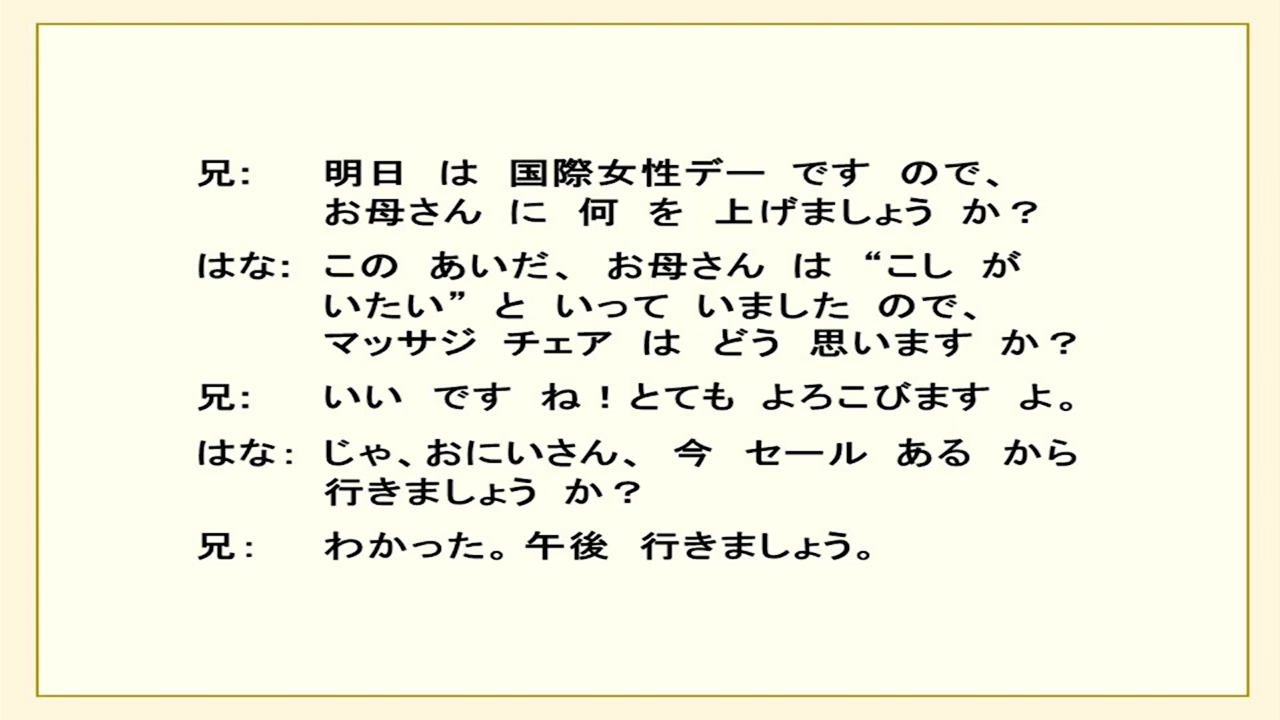 兄: 明日 は 国際女性デー です ので、
お母さん に 何 を 上げましょう か？
はな: この あいだ、 お母さん は “こし が
いたい” と いって いました ので、
マッサジ チェア は どう 思います か？
兄: いい です ね！とても よろこびます よ。
はな: じゃ、おにいさん、 今 セール ある から
行きましょう か？
兄: わかった。午後 行きましょう。